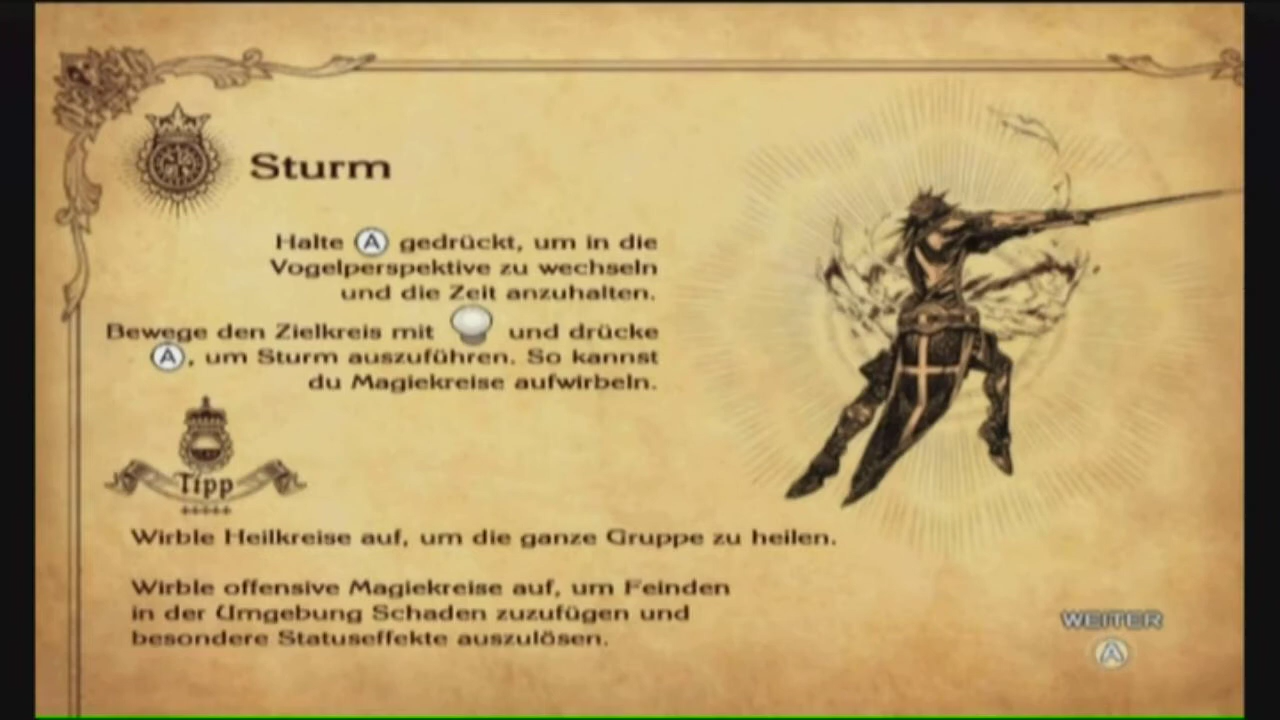 Sturm
Halte A gedrückt, um in die
Vogelperspektive zu wechseln
und die Zeit anzuhalten.
Bewege den Zielkreis mit und drücke
A, um Sturm auszuführen. So kannst
du Magiekreise aufwirbeln.
Tipp
Wirble Heilkreise auf, um die ganze Gruppe zu heilen.
Wirble offensive Magiekreise auf, um Feinden
in der Umgebung Schaden zuzufügen und
besondere Statuseffekte auszulösen.
WEITER
A